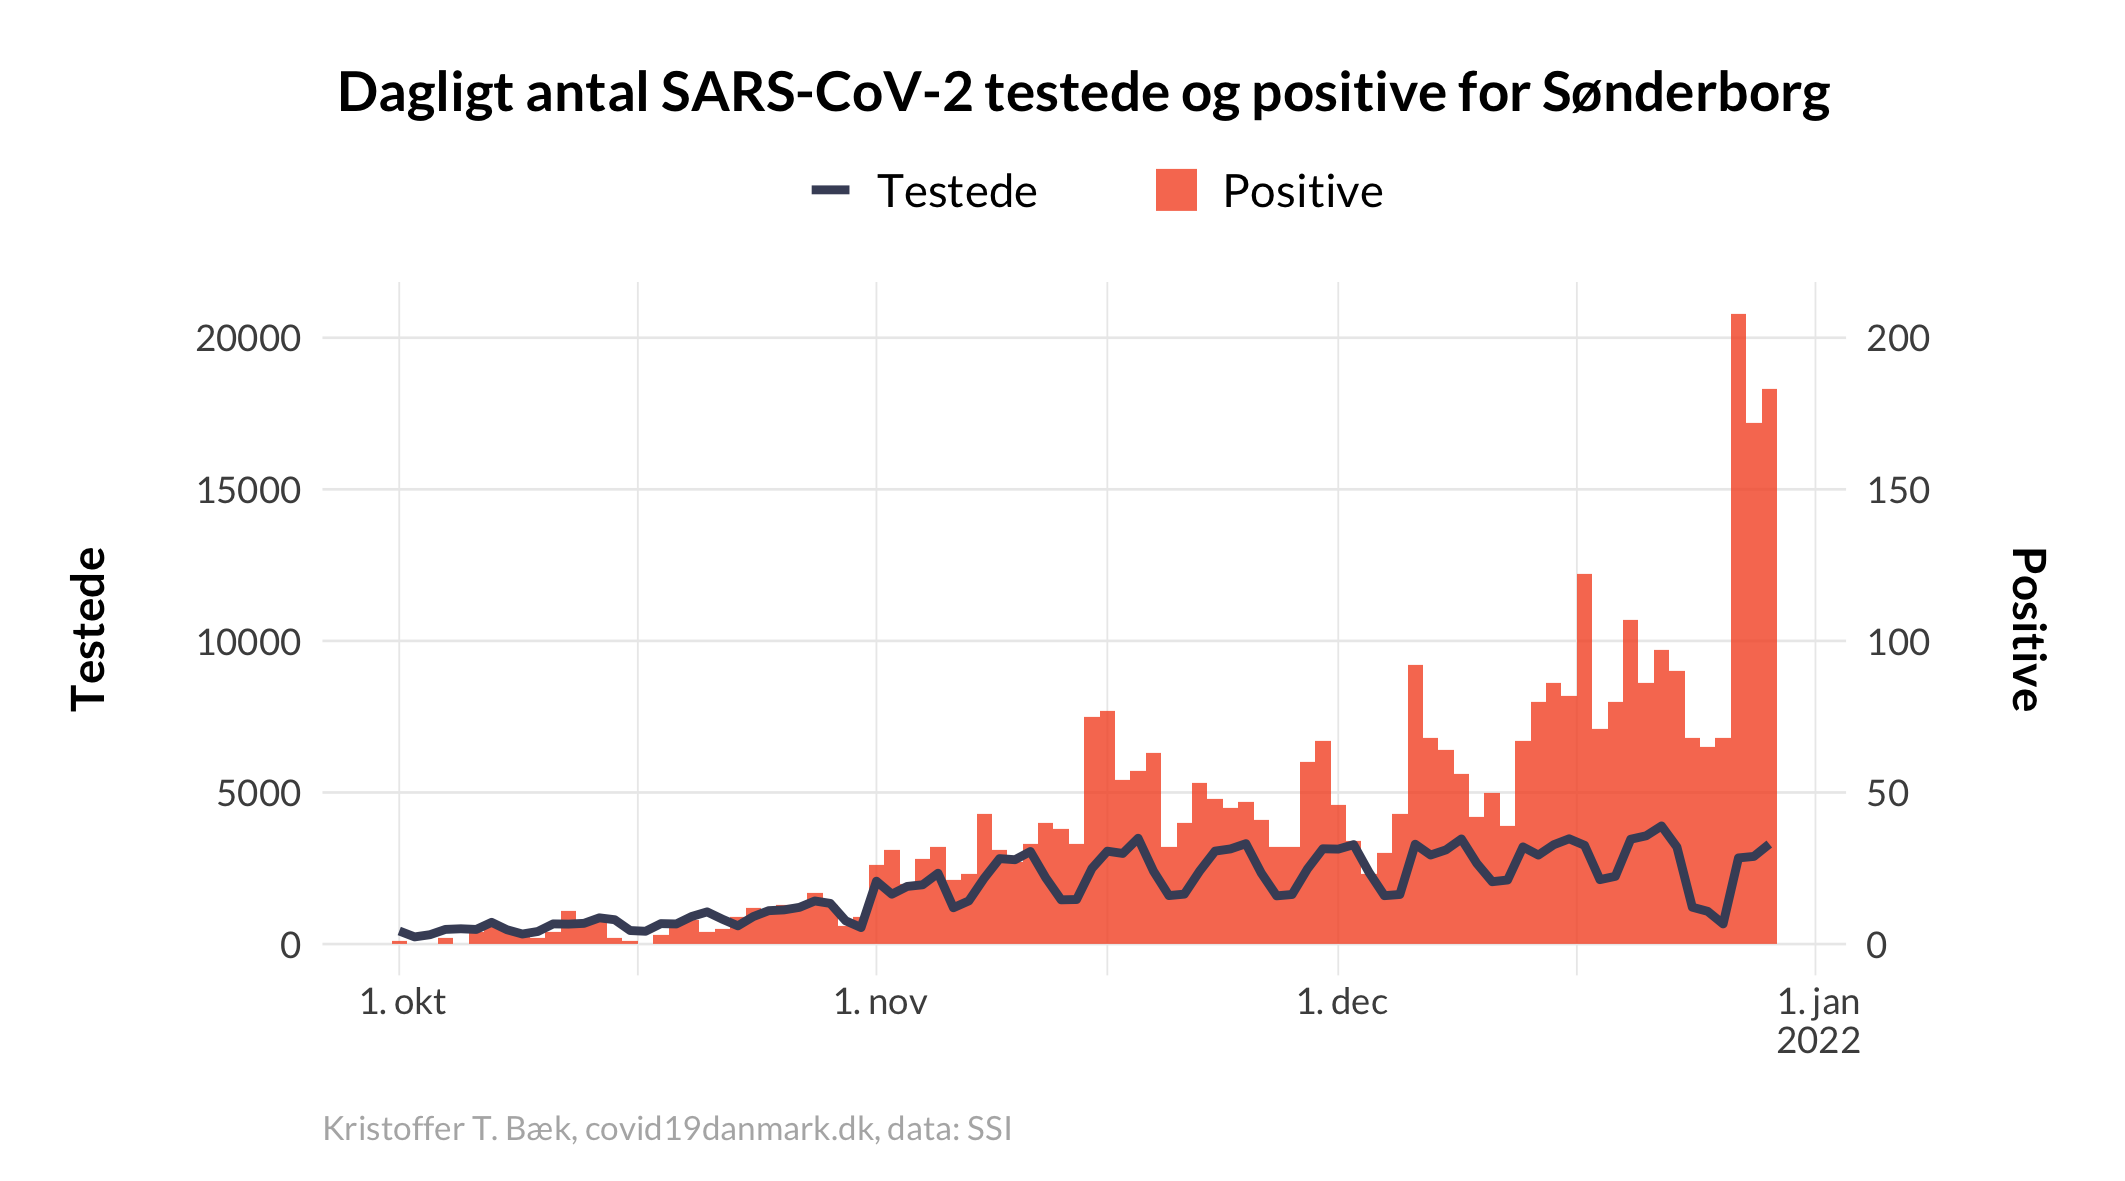 Dagligt antal SARS-CoV-2 testede og positive for Sønderborg
Testede
Positive
20000
15000
10000
5000
0
Testede
200
150
100
50
0
Positive
1. okt
1. nov
1. dec
1. jan
2022
Kristoffer T. Bæk, covid19danmark.dk, data: SSI